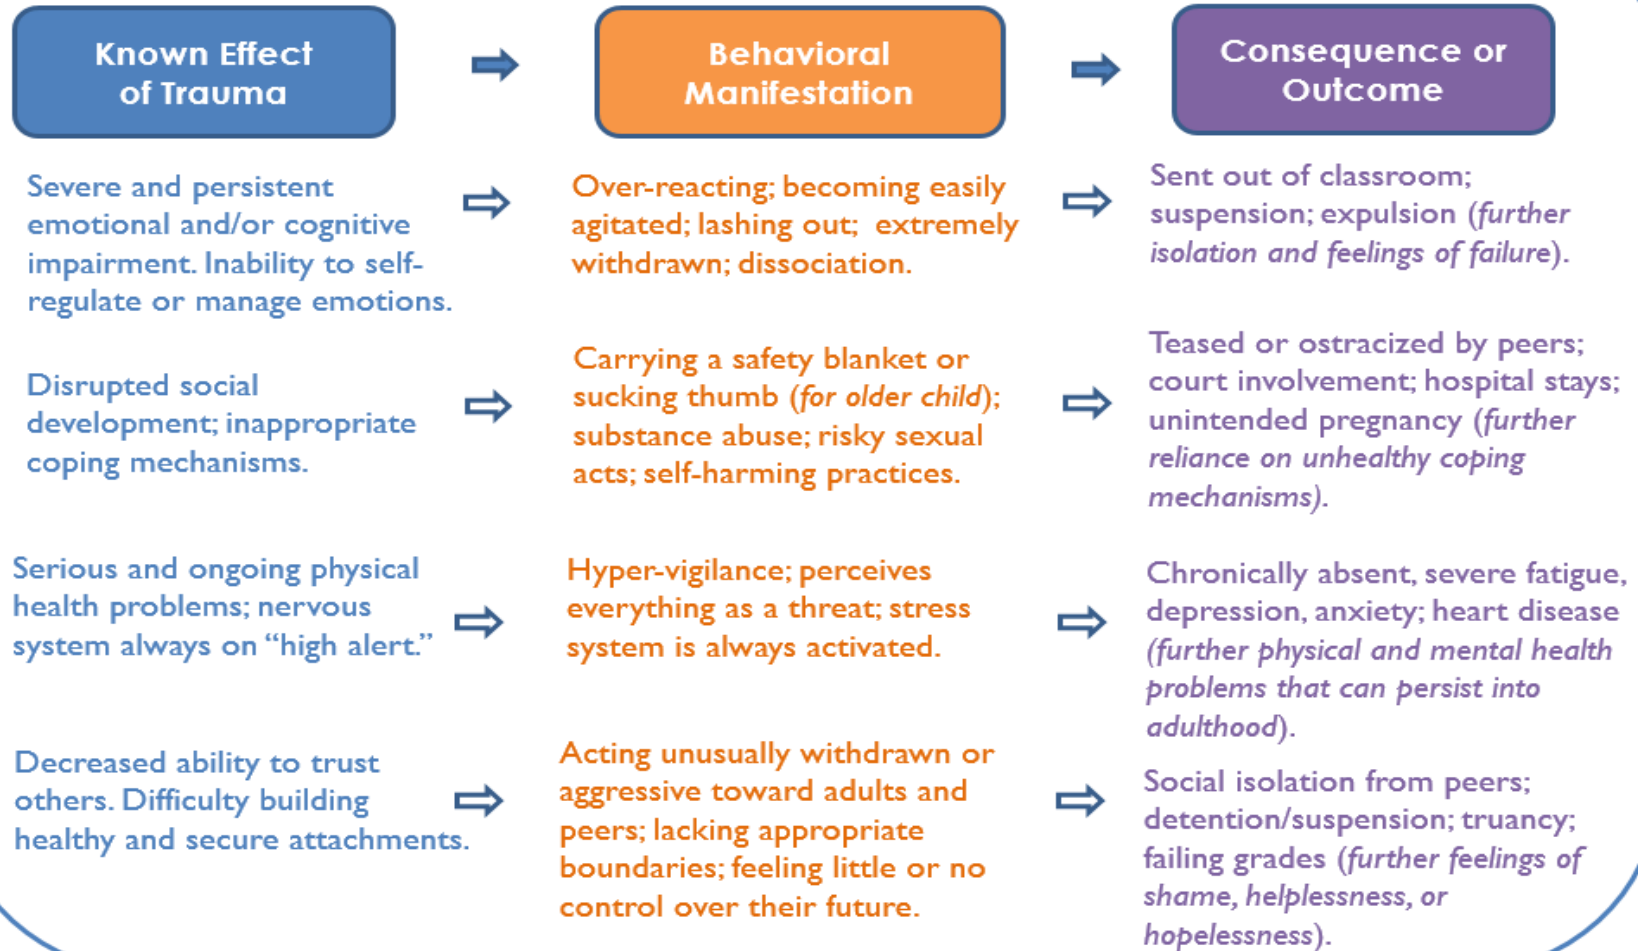 Known Effect
of Trauma
Behavioral
Manifestation
Consequence or
Outcome
Severe and persistent
emotional and/or cognitive
impairment. Inability to self-
regulate or manage emotions.
Over-reacting; becoming easily
agitated; lashing out; extremely
withdrawn; dissociation.
Sent out of classroom;
suspension; expulsion (further
isolation and feelings of failure).
Disrupted social
development; inappropriate
coping mechanisms.
Carrying a safety blanket or
sucking thumb (for older child);
substance abuse; risky sexual
acts; self-harming practices.
Teased or ostracized by peers;
court involvement; hospital stays;
unintended pregnancy (further
reliance on unhealthy coping
mechanisms).
Serious and ongoing physical
health problems; nervous
system always on “high alert.”
Hyper-vigilance; perceives
everything as a threat; stress
system is always activated.
Chronically absent, severe fatigue,
depression, anxiety; heart disease
(further physical and mental health
problems that can persist into
adulthood).
Decreased ability to trust
others. Difficulty building
healthy and secure attachments.
Acting unusually withdrawn or
aggressive toward adults and
peers; lacking appropriate
boundaries; feeling little or no
control over their future.
Social isolation from peers;
detention/suspension; truancy;
failing grades (further feelings of
shame, helplessness, or
hopelessness).